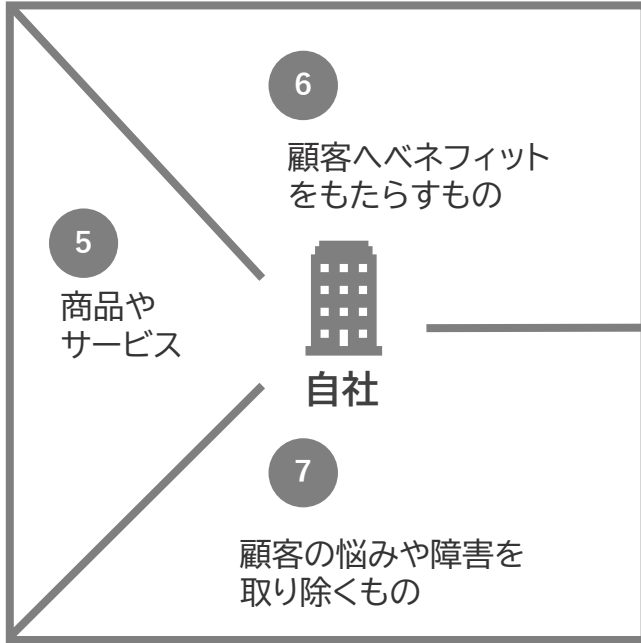 6
顧客へベネフィット
をもたらすもの
5
商品や
サービス
自社
7
顧客の悩みや障害を
取り除くもの